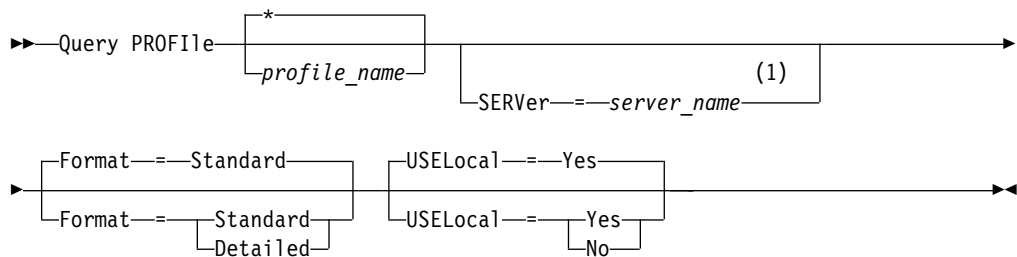 *
Query PROFIle
profile_name
(1)
SERVer = server_name
Format = Standard USELocal = Yes
Format = Standard USELocal = Yes
Detailed No